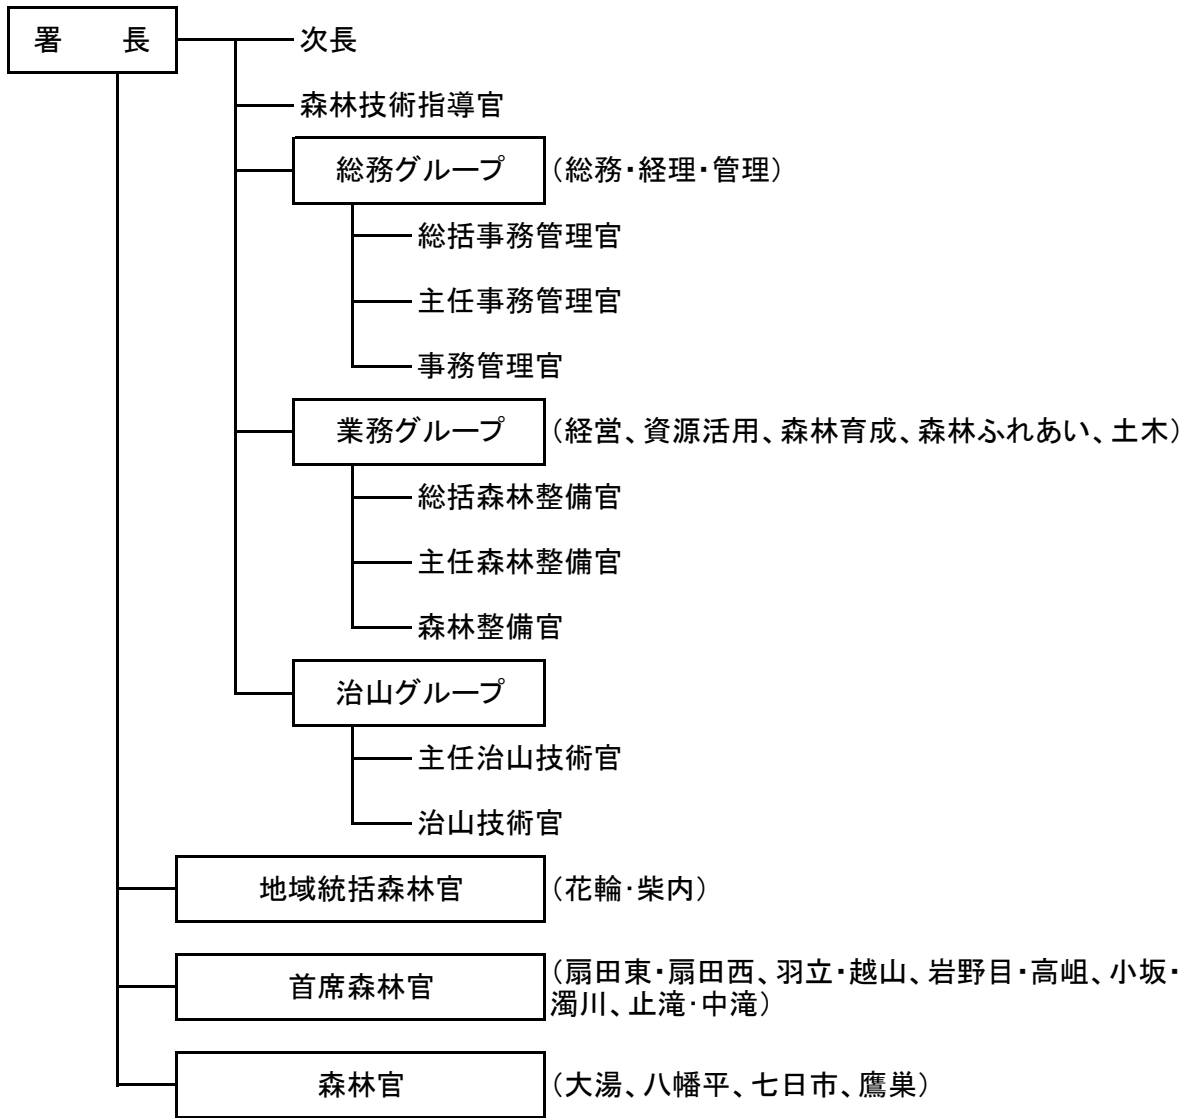 署　長
次長
森林技術指導官
総務グループ（総務・経理・管理）
総括事務管理官
主任事務管理官
事務管理官
業務グループ（経営、資源活用、森林育成、森林ふれあい、土木）
総括森林整備官
主任森林整備官
森林整備官
治山グループ
主任治山技術官
治山技術官
地域統括森林官（花輪・柴内）
首席森林官（扇田東・扇田西、羽立・越山、岩野目・高岨、小坂・
濁川、止滝・中滝）
森林官（大湯、八幡平、七日市、鷹巣）